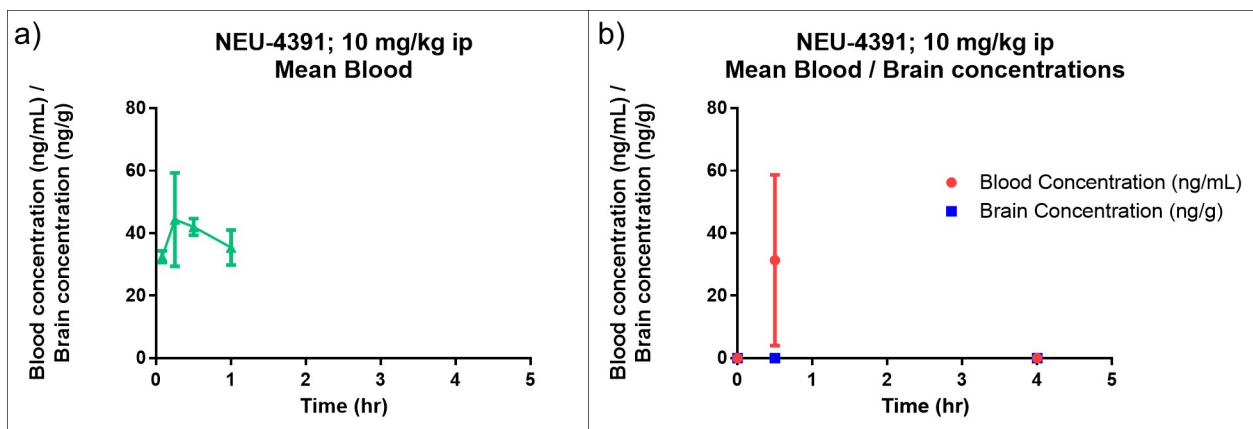 a)
NEU-4391; 10 mg/kg ip
Mean Blood
Blood concentration (ng/mL) /
Brain concentration (ng/g)
80
60
40
20
0
0 1 2 3 4 5
Time (hr)
b)
NEU-4391; 10 mg/kg ip
Mean Blood / Brain concentrations
Blood concentration (ng/mL) /
Brain concentration (ng/g)
80
60
40
20
0
0 1 2 3 4 5
Time (hr)
Blood Concentration (ng/mL)
Brain Concentration (ng/g)